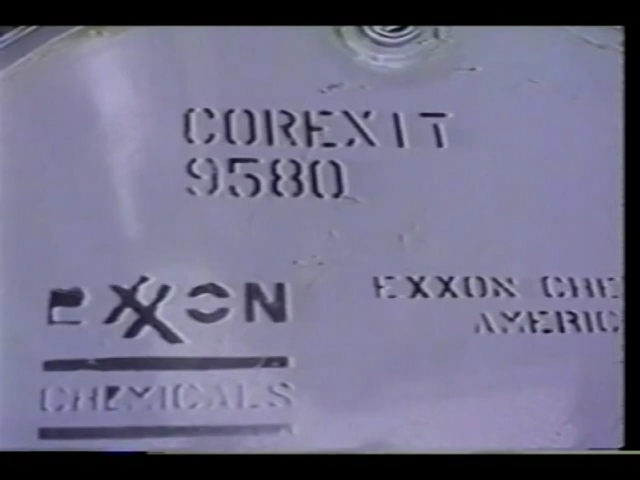 COREXIT
9580
EXXON
CHEMICALS
EXXON CHE
AMERIC